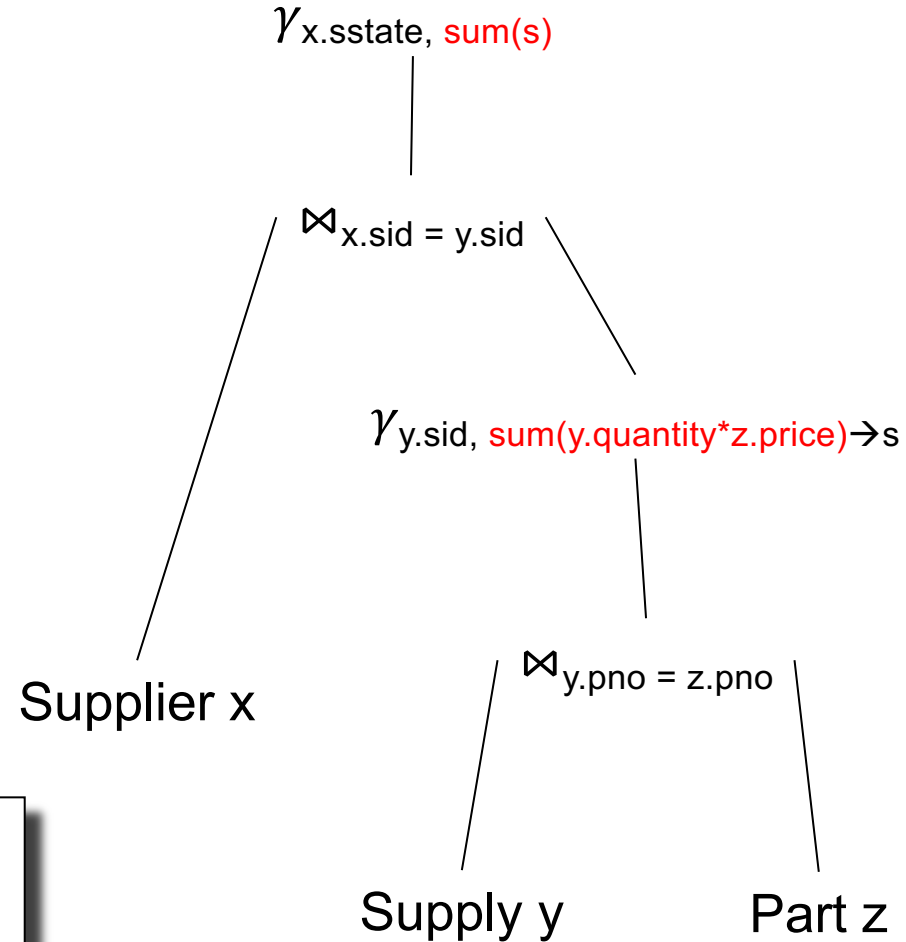 γx.sstate, sum(s)
⋈x.sid = y.sid
γy.sid, sum(y.quantity*z.price)→s
⋈y.pno = z.pno
Supplier x
Supply y
Part z